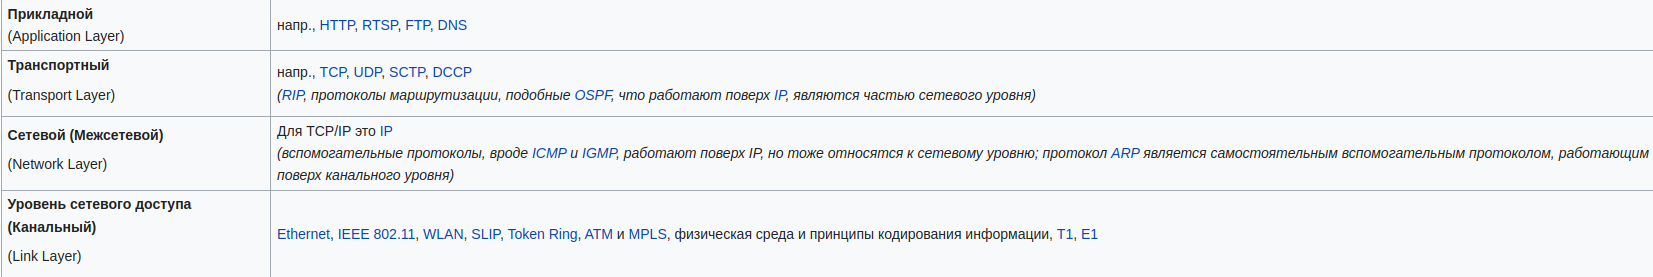 Прикладной
(Application Layer)
напр., HTTP, RTSP, FTP, DNS
Транспортный
(Transport Layer)
напр., TCP, UDP, SCTP, DCCP
(RIP, протоколы маршрутизации, подобные OSPF, что работают поверх IP, являются частью сетевого уровня)
Сетевой (Межсетевой)
(Network Layer)
Для TCP/IP это IP
(вспомогательные протоколы, вроде ICMP и IGMP, работают поверх IP, но тоже относятся к сетевому уровню; протокол ARP является самостоятельным вспомогательным протоколом, работающим
поверх канального уровня)
Уровень сетевого доступа
(Канальный)
(Link Layer)
Ethernet, IEEE 802.11, WLAN, SLIP, Token Ring, ATM и MPLS, физическая среда и принципы кодирования информации, T1, E1